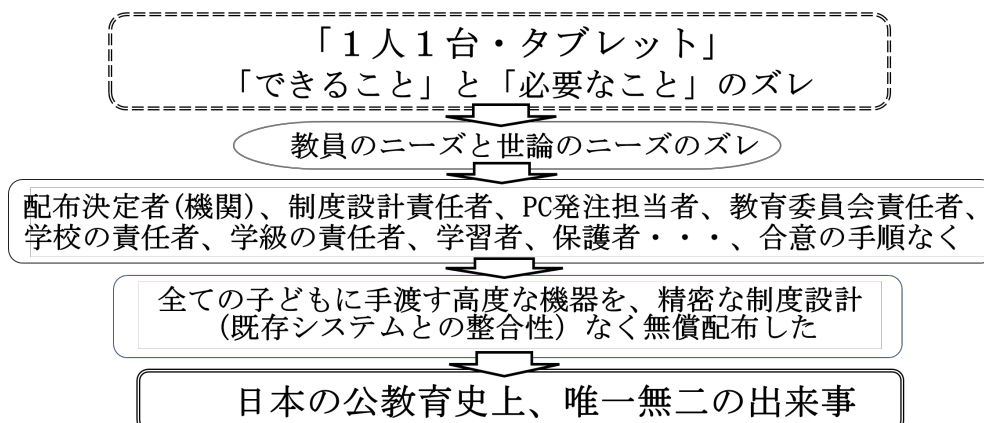 「１人１台・タブレット」
「できること」と「必要なこと」のズレ
教員のニーズと世論のニーズのズレ
配布決定者(機関)、制度設計責任者、PC発注担当者、教育委員会責任者、
学校の責任者、学級の責任者、学習者、保護者・・・、合意の手順なく
全ての子どもに手渡す高度な機器を、精密な制度設計
(既存システムとの整合性）なく無償配布した
日本の公教育史上、唯一無二の出来事